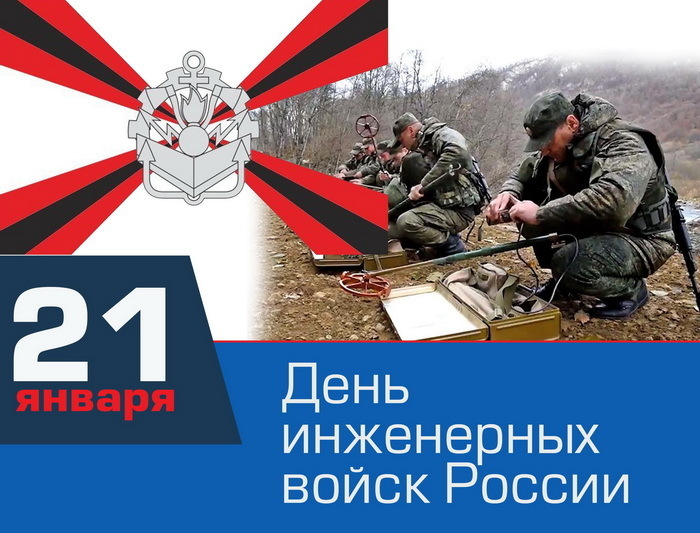 21
января
День
инженерных
войск России